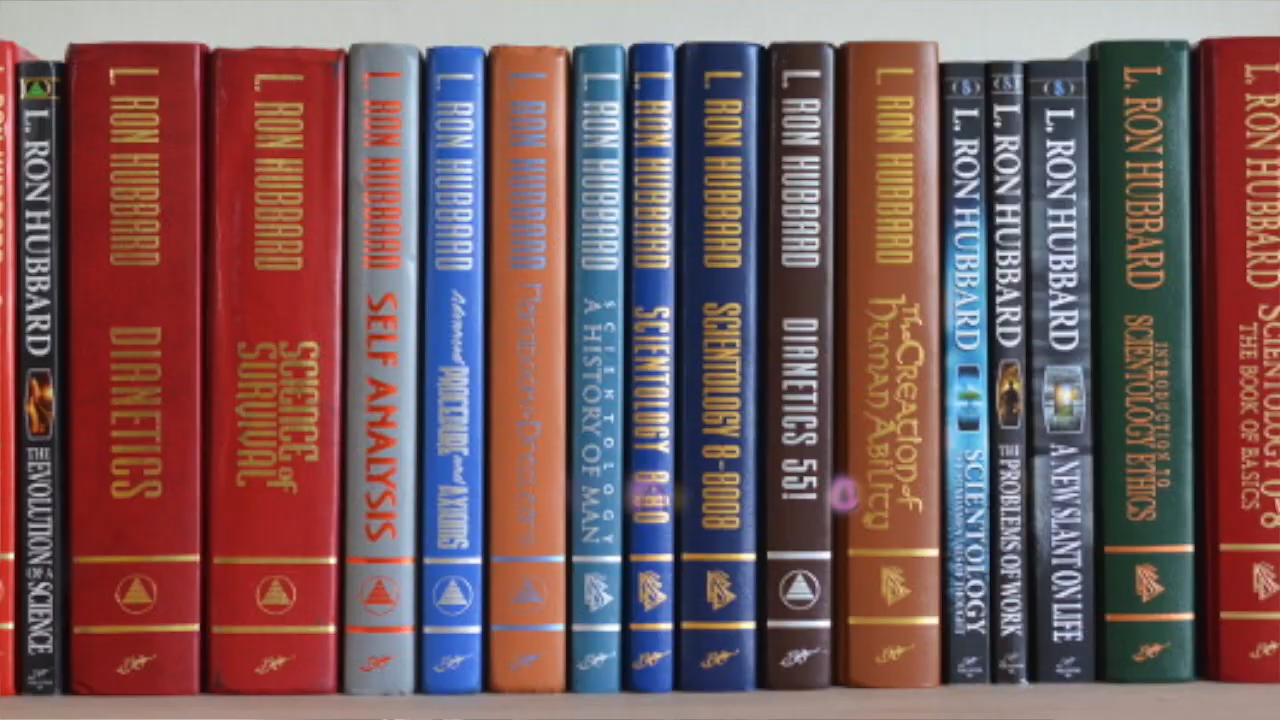 L. RON HUBBARD
THE EVOLUTION
OF A SCIENCE
L. RON HUBBARD
DIANETICS
L. RON HUBBARD
SCIENCE of
SURVIVAL
L. RON HUBBARD
SELF ANALYSIS
L. RON HUBBARD
Advanced PROCEDURE and AXIOMS
L. RON HUBBARD
L. RON HUBBARD
SCIENTOLOGY
A HISTORY OF MAN
L. RON HUBBARD
SCIENTOLOGY
L. RON HUBBARD
SCIENTOLOGY 8-8008
L. RON HUBBARD
DIANETICS 55!
L. RON HUBBARD
The Creation of
Human Ability
L. RON HUBBARD
SCIENTOLOGY
L. RON HUBBARD
THE PROBLEMS OF WORK
L. RON HUBBARD
A NEW SLANT ON LIFE
L. RON HUBBARD
INTRODUCTION TO
SCIENTOLOGY ETHICS
L. RON HUBBARD
SCIENTOLOGY 0-8
THE BOOK OF BASICS